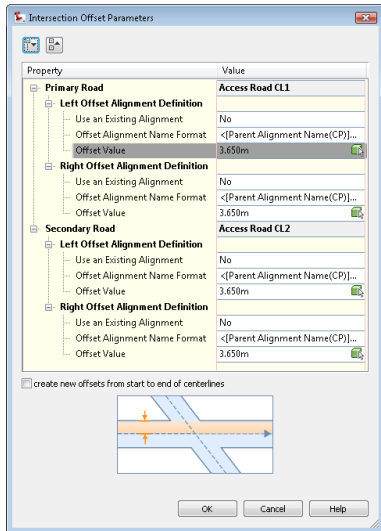 Intersection Offset Parameters
Property Value
Primary Road Access Road CL1
Left Offset Alignment Definition
Use an Existing Alignment No
Offset Alignment Name Format <[Parent Alignment Name(CP)]...
Offset Value 3.650m
Right Offset Alignment Definition
Use an Existing Alignment No
Offset Alignment Name Format <[Parent Alignment Name(CP)]...
Offset Value 3.650m
Secondary Road Access Road CL2
Left Offset Alignment Definition
Use an Existing Alignment No
Offset Alignment Name Format <[Parent Alignment Name(CP)]...
Offset Value 3.650m
Right Offset Alignment Definition
Use an Existing Alignment No
Offset Alignment Name Format <[Parent Alignment Name(CP)]...
Offset Value 3.650m
create new offsets from start to end of centerlines
OK Cancel Help